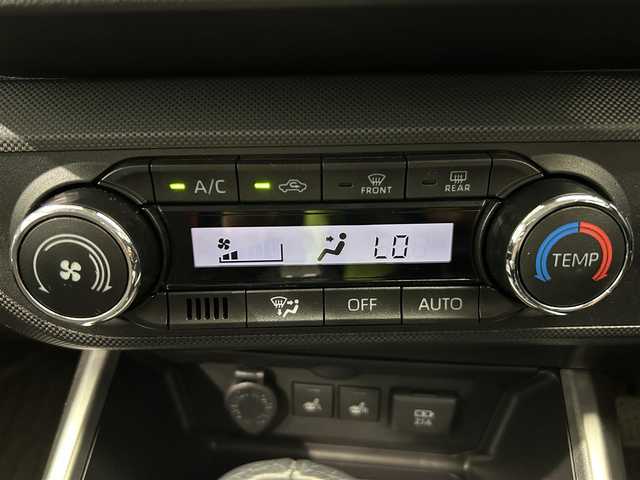 A/C
FRONT
REAR
LO
TEMP
OFF
AUTO